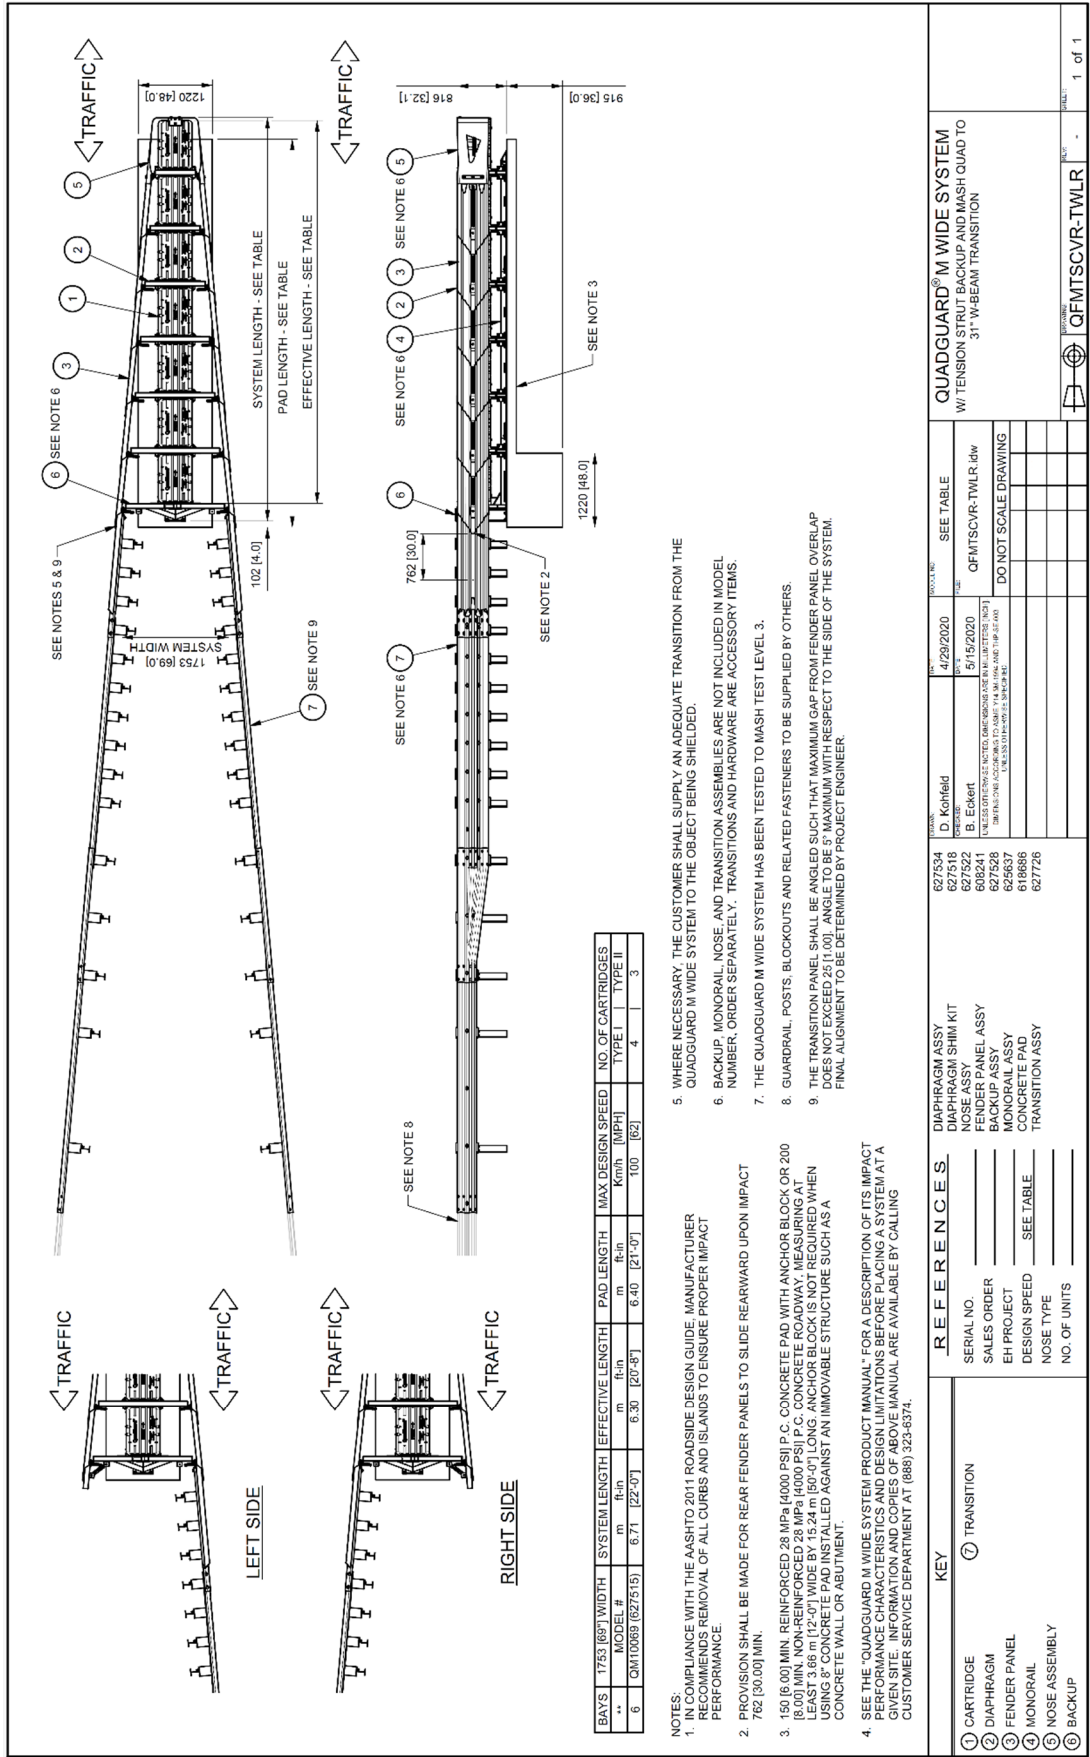 TRAFFIC
TRAFFIC
1220 [48.0]
5
2
1
3
6 SEE NOTE 6
SEE NOTES 5 & 9
SYSTEM LENGTH - SEE TABLE
PAD LENGTH - SEE TABLE
EFFECTIVE LENGTH - SEE TABLE
102 [4.0]
1753 [69.0]
SYSTEM WIDTH
7 SEE NOTE 9
816 [32.1]
915 [36.0]
5
SEE NOTE 6
3
2
4
SEE NOTE 6
6
SEE NOTE 3
1220 [48.0]
762 [30.0]
SEE NOTE 2
7
SEE NOTE 6
SEE NOTE 8
TRAFFIC
TRAFFIC
LEFT SIDE
TRAFFIC
TRAFFIC
RIGHT SIDE
BAYS 1753 [69"] WIDTH SYSTEM LENGTH EFFECTIVE LENGTH PAD LENGTH MAX DESIGN SPEED NO. OF CARTRIDGES
** MODEL # m ft-in m ft-in m ft-in Km/h [MPH] TYPE I | TYPE II
6 QM10069 (627515) 6.71 [22'-0"] 6.30 [20'-8"] 6.40 [21'-0"] 100 [62] 4 | 3
NOTES:
1. IN COMPLIANCE WITH THE AASHTO 2011 ROADSIDE DESIGN GUIDE, MANUFACTURER
RECOMMENDS REMOVAL OF ALL CURBS AND ISLANDS TO ENSURE PROPER IMPACT
PERFORMANCE.
2. PROVISION SHALL BE MADE FOR REAR FENDER PANELS TO SLIDE REARWARD UPON IMPACT
762 [30.00] MIN.
3. 150 [6.00] MIN. REINFORCED 28 MPa [4000 PSI] P.C. CONCRETE PAD WITH ANCHOR BLOCK OR 200
[8.00] MIN. NON-REINFORCED 28 MPa [4000 PSI] P.C. CONCRETE ROADWAY, MEASURING AT
LEAST 3.66 m [12'-0"] WIDE BY 15.24 m [50'-0"] LONG. ANCHOR BLOCK IS NOT REQUIRED WHEN
USING 8" CONCRETE PAD INSTALLED AGAINST AN IMMOVABLE STRUCTURE SUCH AS A
CONCRETE WALL OR ABUTMENT.
4. SEE THE "QUADGUARD M WIDE SYSTEM PRODUCT MANUAL" FOR A DESCRIPTION OF ITS IMPACT
PERFORMANCE CHARACTERISTICS AND DESIGN LIMITATIONS BEFORE PLACING A SYSTEM AT A
GIVEN SITE. INFORMATION AND COPIES OF ABOVE MANUAL ARE AVAILABLE BY CALLING
CUSTOMER SERVICE DEPARTMENT AT (888) 323-6374.
5. WHERE NECESSARY, THE CUSTOMER SHALL SUPPLY AN ADEQUATE TRANSITION FROM THE
QUADGUARD M WIDE SYSTEM TO THE OBJECT BEING SHIELDED.
6. BACKUP, MONORAIL, NOSE, AND TRANSITION ASSEMBLIES ARE NOT INCLUDED IN MODEL
NUMBER, ORDER SEPARATELY. TRANSITIONS AND HARDWARE ARE ACCESSORY ITEMS.
7. THE QUADGUARD M WIDE SYSTEM HAS BEEN TESTED TO MASH TEST LEVEL 3.
8. GUARDRAIL, POSTS, BLOCKOUTS AND RELATED FASTENERS TO BE SUPPLIED BY OTHERS.
9. THE TRANSITION PANEL SHALL BE ANGLED SUCH THAT MAXIMUM GAP FROM FENDER PANEL OVERLAP
DOES NOT EXCEED 25 [1.00]. ANGLE TO BE 5° MAXIMUM WITH RESPECT TO THE SIDE OF THE SYSTEM.
FINAL ALIGNMENT TO BE DETERMINED BY PROJECT ENGINEER.
KEY
1 CARTRIDGE
2 DIAPHRAGM
3 FENDER PANEL
4 MONORAIL
5 NOSE ASSEMBLY
6 BACKUP
7 TRANSITION
REFERENCES
SERIAL NO.
SALES ORDER
EH PROJECT
DESIGN SPEED SEE TABLE
NOSE TYPE
NO. OF UNITS
DIAPHRAGM ASSY 627534
DIAPHRAGM SHIM KIT 627518
NOSE ASSY 627522
FENDER PANEL ASSY 608241
BACKUP ASSY 627528
MONORAIL ASSY 625637
CONCRETE PAD 618686
TRANSITION ASSY 627726
D. Kohfeld 4/29/2020
CHECKED:
B. Eckert 5/15/2020
SEE TABLE
FILE:
QFMTSCVR-TWLR.idw
DO NOT SCALE DRAWING
QUADGUARD® M WIDE SYSTEM
W/ TENSION STRUT BACKUP AND MASH QUAD TO
31" W-BEAM TRANSITION
QFMTSCVR-TWLR
-
1 of 1